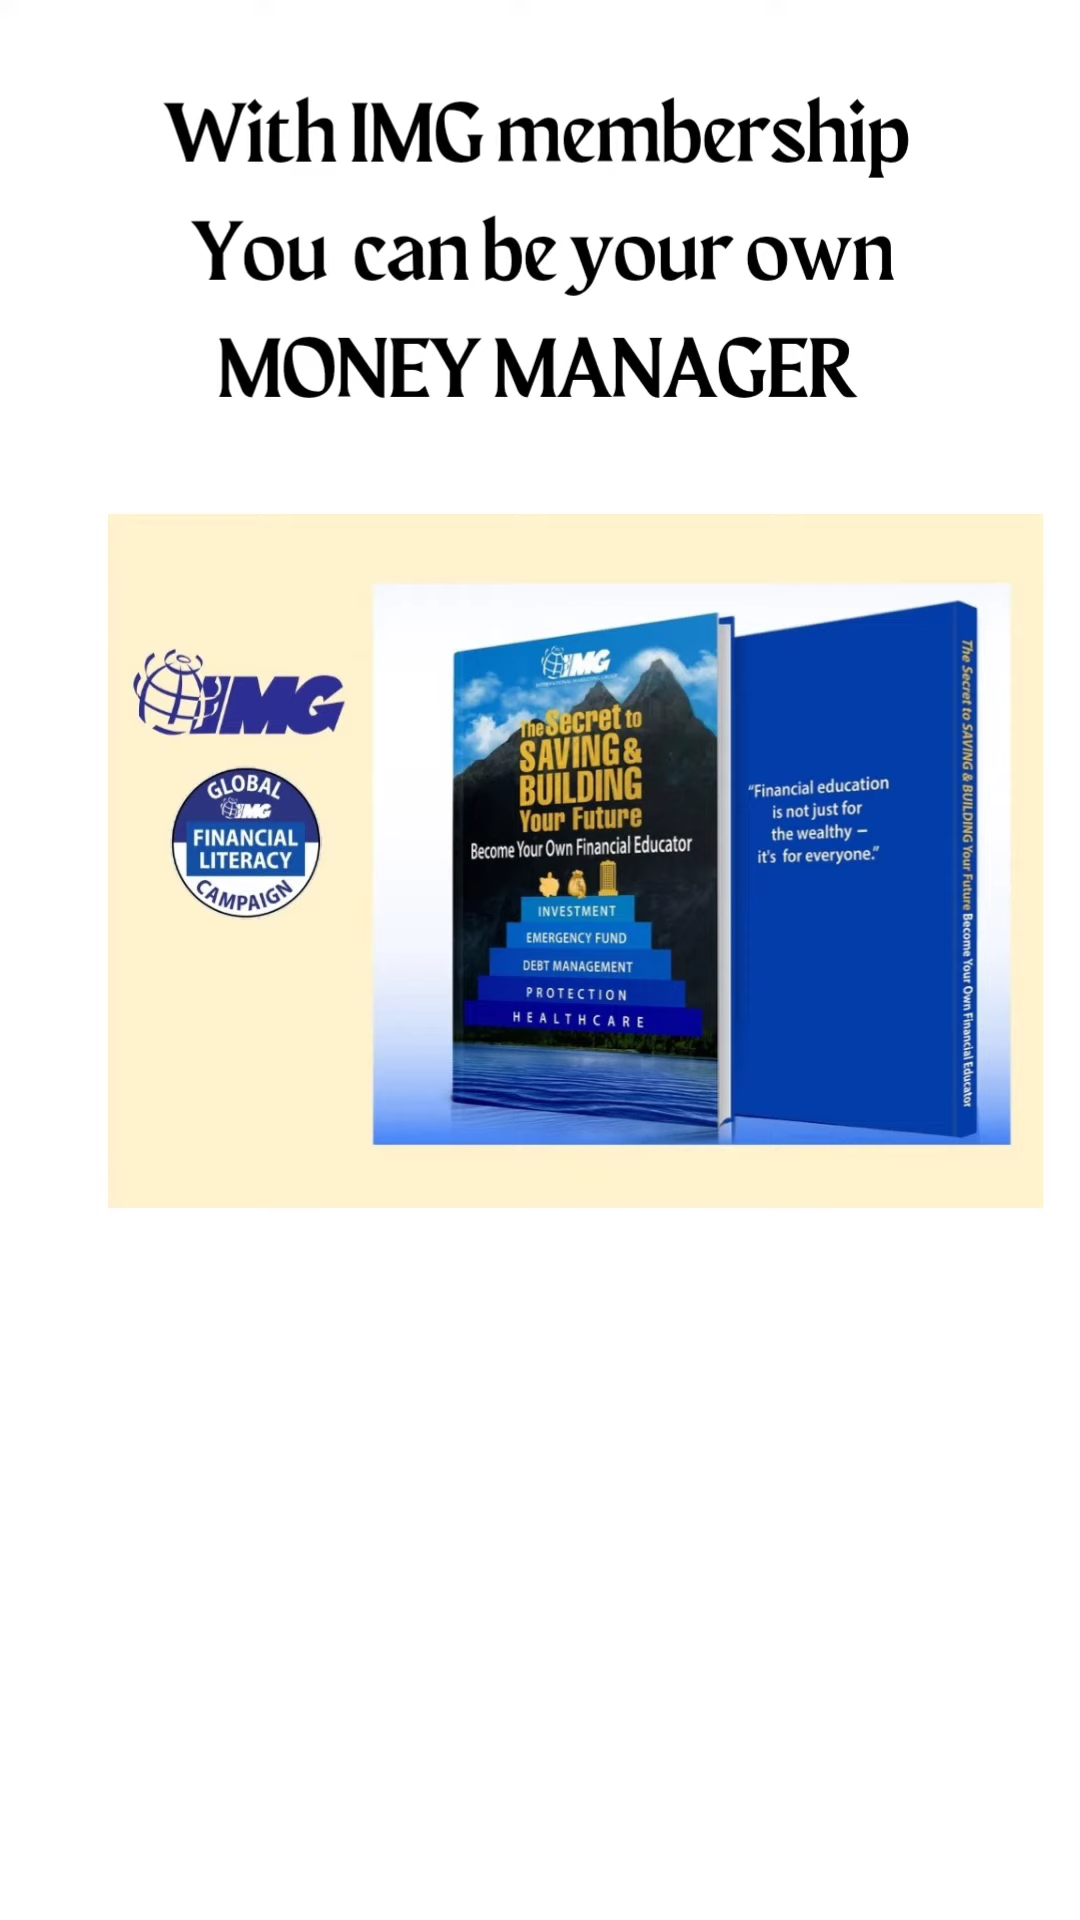 With IMG membership
You can be your own
MONEY MANAGER
IMG
GLOBAL
IMG
FINANCIAL
LITERACY
CAMPAIGN
IMG
The Secret to
SAVING &
BUILDING
Your Future
Become Your Own Financial Educator
INVESTMENT
EMERGENCY FUND
DEBT MANAGEMENT
PROTECTION
HEALTHCARE
"Financial education
is not just for
the wealthy –
it's for everyone."
The Secret to SAVING & BUILDING Your Future Become Your Own Financial Educator